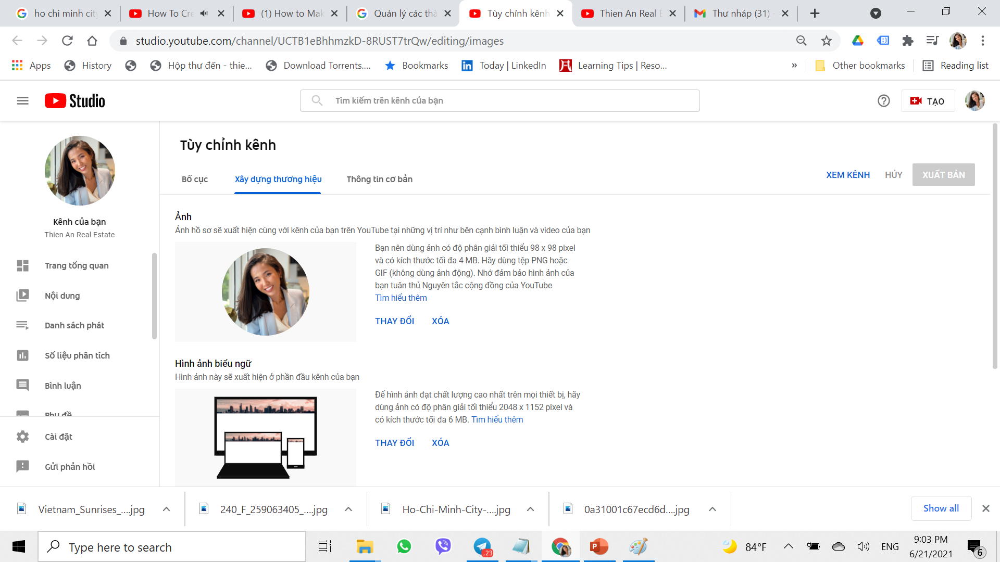 ho chi minh city
How To Cre
(1) How to Mak
Quản lý các thà
Tùy chỉnh kênh
Thien An Real E
Thư nháp (31) -
studio.youtube.com/channel/UCTB1eBhhmzkD-8RUST7trQw/editing/images
Apps
History
Hộp thư đến - thie...
Download Torrents....
Bookmarks
Today | LinkedIn
Learning Tips | Reso...
»
Other bookmarks
Reading list
Studio
Tìm kiếm trên kênh của bạn
TẠO
Kênh của bạn
Thien An Real Estate
Trang tổng quan
Nội dung
Danh sách phát
Số liệu phân tích
Bình luận
Phụ đề
Cài đặt
Gửi phản hồi
Tùy chỉnh kênh
Bố cục
Xây dựng thương hiệu
Thông tin cơ bản
XEM KÊNH
HỦY
XUẤT BẢN
Ảnh
Ảnh hồ sơ sẽ xuất hiện cùng với kênh của bạn trên YouTube tại những vị trí như bên cạnh bình luận và video của bạn
Bạn nên dùng ảnh có độ phân giải tối thiểu 98 x 98 pixel
và có kích thước tối đa 4 MB. Hãy dùng tệp PNG hoặc
GIF (không dùng ảnh động). Nhớ đảm bảo hình ảnh của
bạn tuân thủ Nguyên tắc cộng đồng của YouTube
Tìm hiểu thêm
THAY ĐỔI
XÓA
Hình ảnh biểu ngữ
Hình ảnh này sẽ xuất hiện ở phần đầu kênh của bạn
Để hình ảnh đạt chất lượng cao nhất trên mọi thiết bị, hãy
dùng ảnh có độ phân giải tối thiểu 2048 x 1152 pixel và
có kích thước tối đa 6 MB. Tìm hiểu thêm
THAY ĐỔI
XÓA
Vietnam_Sunrises_....jpg
240_F_259063405_....jpg
Ho-Chi-Minh-City-....jpg
0a31001c67ecd6d....jpg
Show all
Type here to search
..23
84°F
ENG
9:03 PM
6/21/2021
6